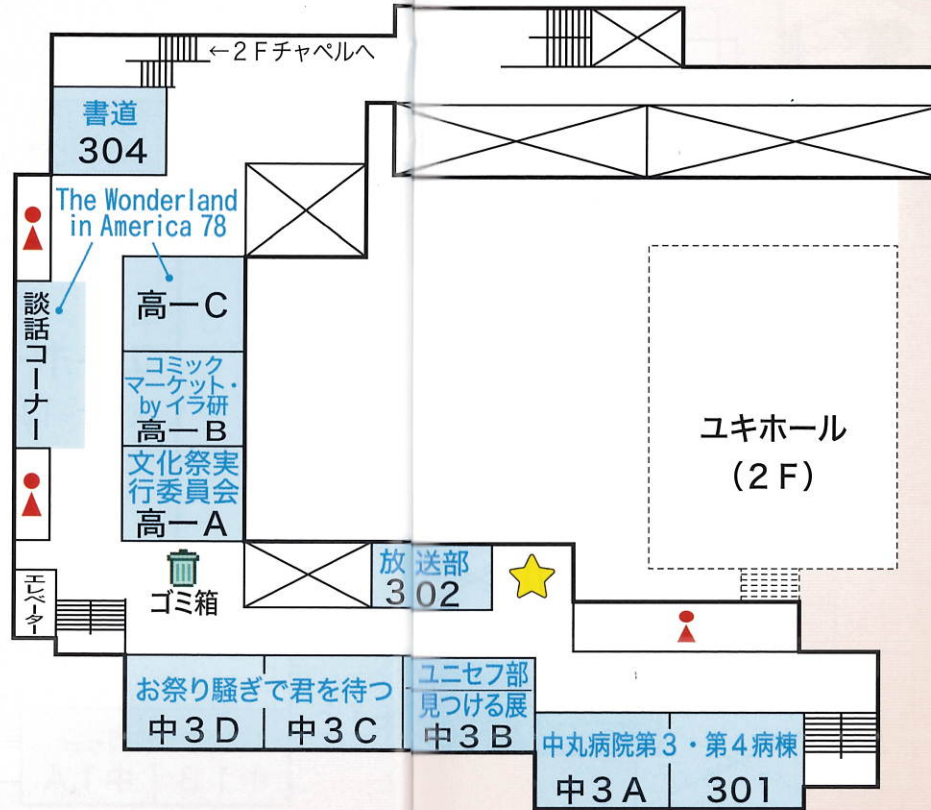 ←2Fチャペルへ
書道
304
The Wonderland
in America 78
談話コーナー
高一C
コミック
マーケット・
by イラ研
高一B
文化祭実
行委員会
高一A
ユキホール
(2F)
エレベーター
ゴミ箱
放送部
302
お祭り騒ぎで君を待つ
中3D
中3C
ユニセフ部
見つける展
中3B
中丸病院第3・第4病棟
中3A
301